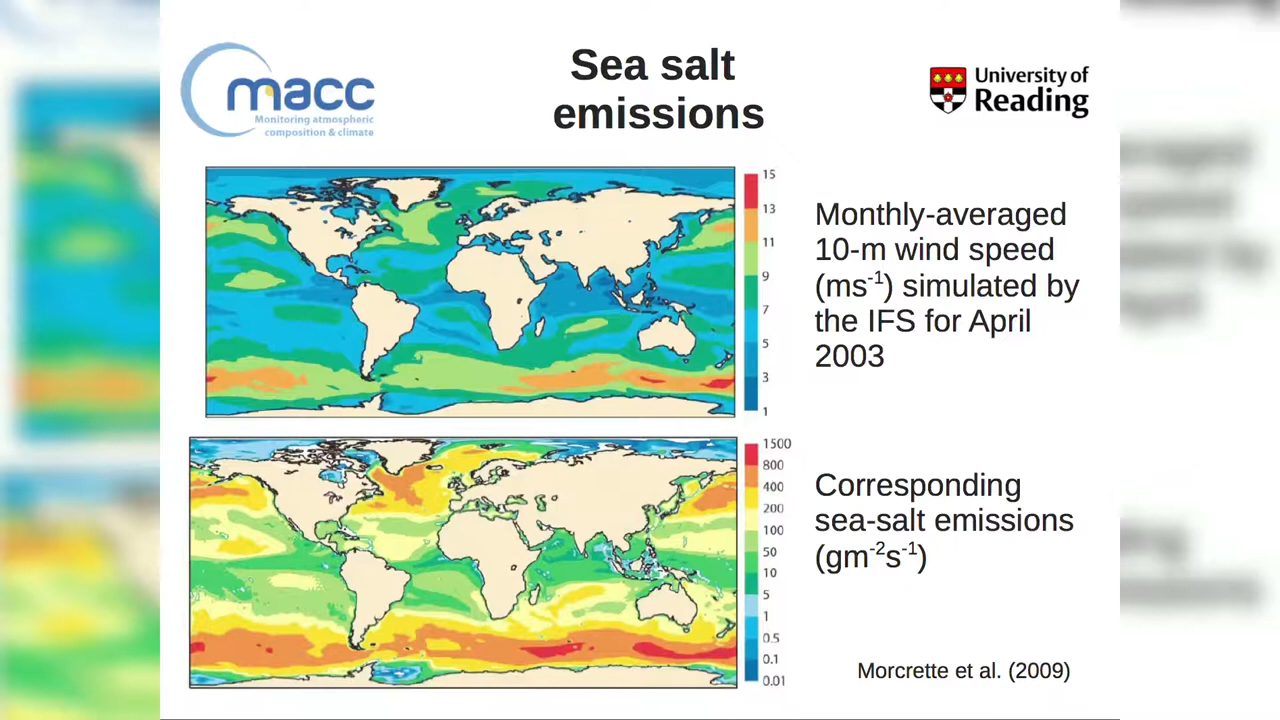 macc
Monitoring atmospheric
composition & climate
Sea salt
emissions
University of
Reading
15
13
11
9
7
5
3
1
Monthly-averaged
10-m wind speed
(ms⁻¹) simulated by
the IFS for April
2003
1500
800
400
200
100
50
10
5
1
0.5
0.1
0.01
Corresponding
sea-salt emissions
(gm⁻²s⁻¹)
Morcrette et al. (2009)